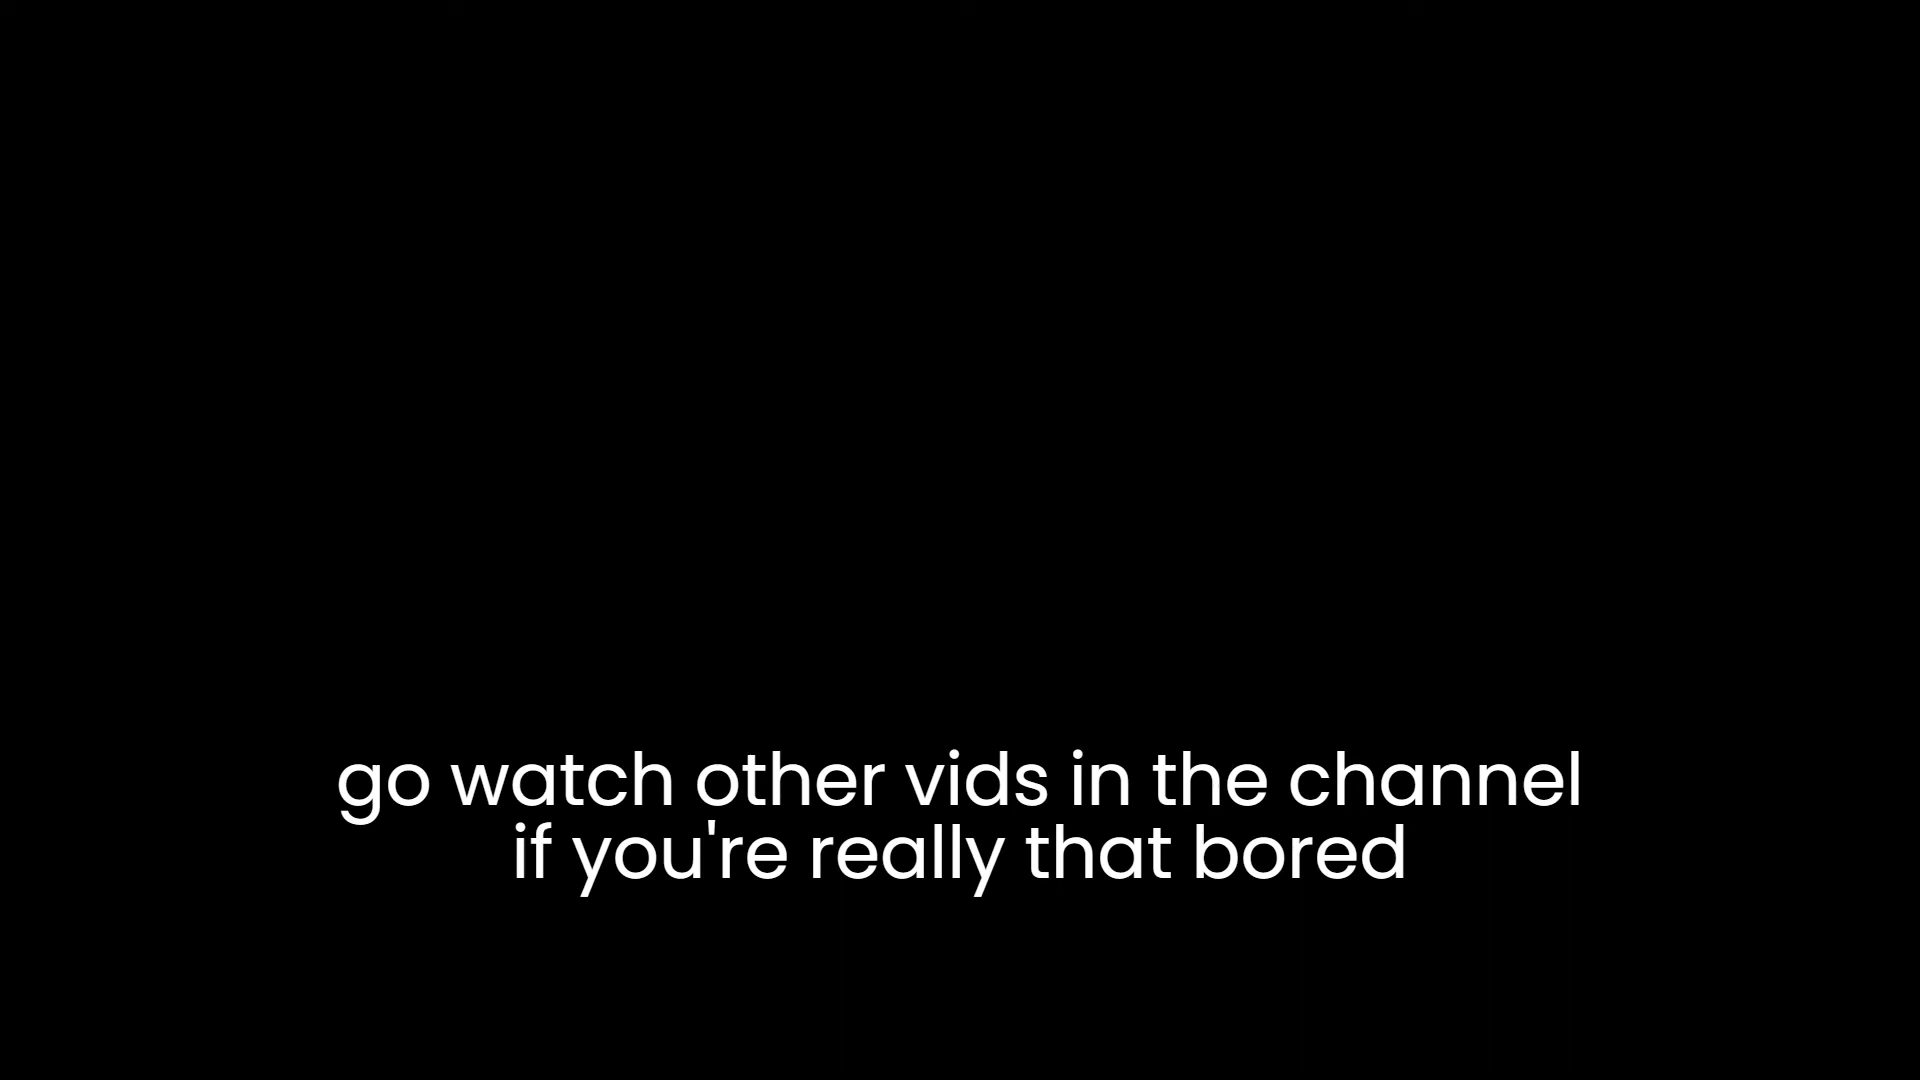 go watch other vids in the channel
if you're really that bored